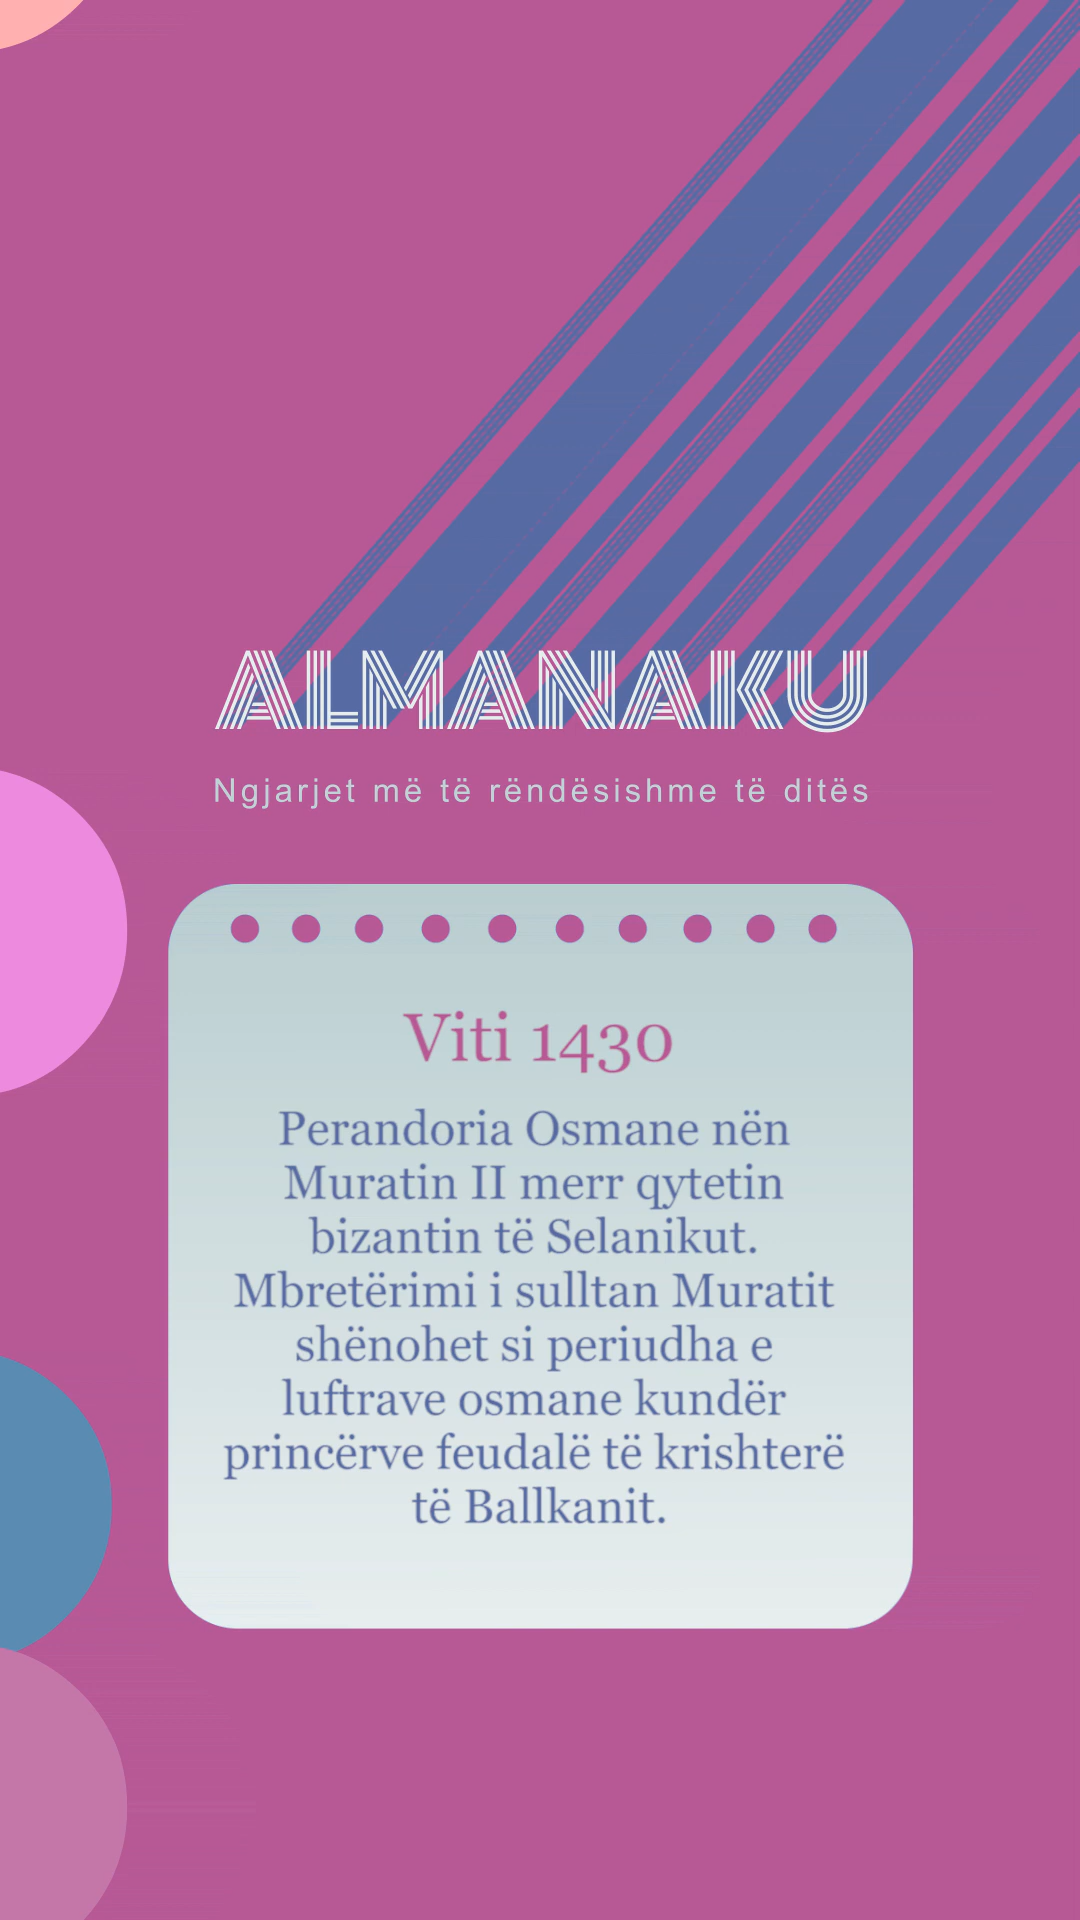 ALMANAKU
Ngjarjet më të rëndësishme të ditës
Viti 1430
Perandoria Osmane nën
Muratin II merr qytetin
bizantin të Selanikut.
Mbretërimi i sulltan Muratit
shënohet si periudha e
luftrave osmane kundër
princërve feudalë të krishterë
të Ballkanit.